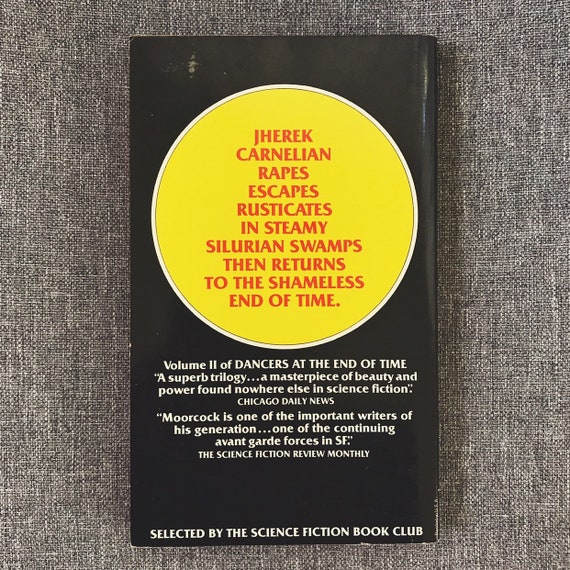 JHEREK
CARNELIAN
RAPES
ESCAPES
RUSTICATES
IN STEAMY
SILURIAN SWAMPS
THEN RETURNS
TO THE SHAMELESS
END OF TIME.
Volume II of DANCERS AT THE END OF TIME
“A superb trilogy...a masterpiece of beauty and
power found nowhere else in science fiction”.
CHICAGO DAILY NEWS
“Moorcock is one of the important writers of
his generation...one of the continuing
avant garde forces in SF.”
THE SCIENCE FICTION REVIEW MONTHLY
SELECTED BY THE SCIENCE FICTION BOOK CLUB